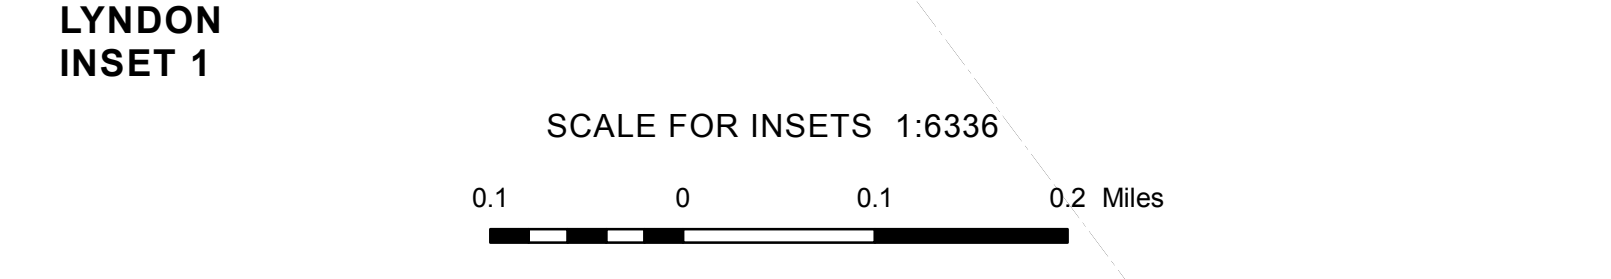 LYNDON
INSET 1
SCALE FOR INSETS 1:6336
0.1 0 0.1 0.2 Miles